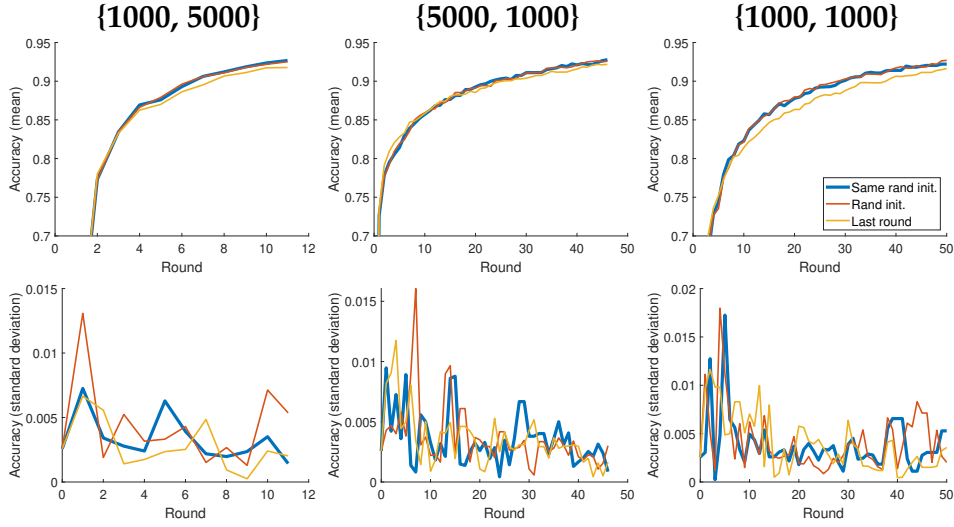 {1000, 5000}
{5000, 1000}
{1000, 1000}
Accuracy (mean)
0.95
0.9
0.85
0.8
0.75
0.7
0 2 4 6 8 10 12
Round
Accuracy (mean)
0.95
0.9
0.85
0.8
0.75
0.7
0 10 20 30 40 50
Round
Accuracy (mean)
0.95
0.9
0.85
0.8
0.75
0.7
0 10 20 30 40 50
Round
Same rand init.
Rand init.
Last round
Accuracy (standard deviation)
0.015
0.01
0.005
0
0 2 4 6 8 10 12
Round
Accuracy (standard deviation)
0.015
0.01
0.005
0
0 10 20 30 40 50
Round
Accuracy (standard deviation)
0.02
0.015
0.01
0.005
0
0 10 20 30 40 50
Round